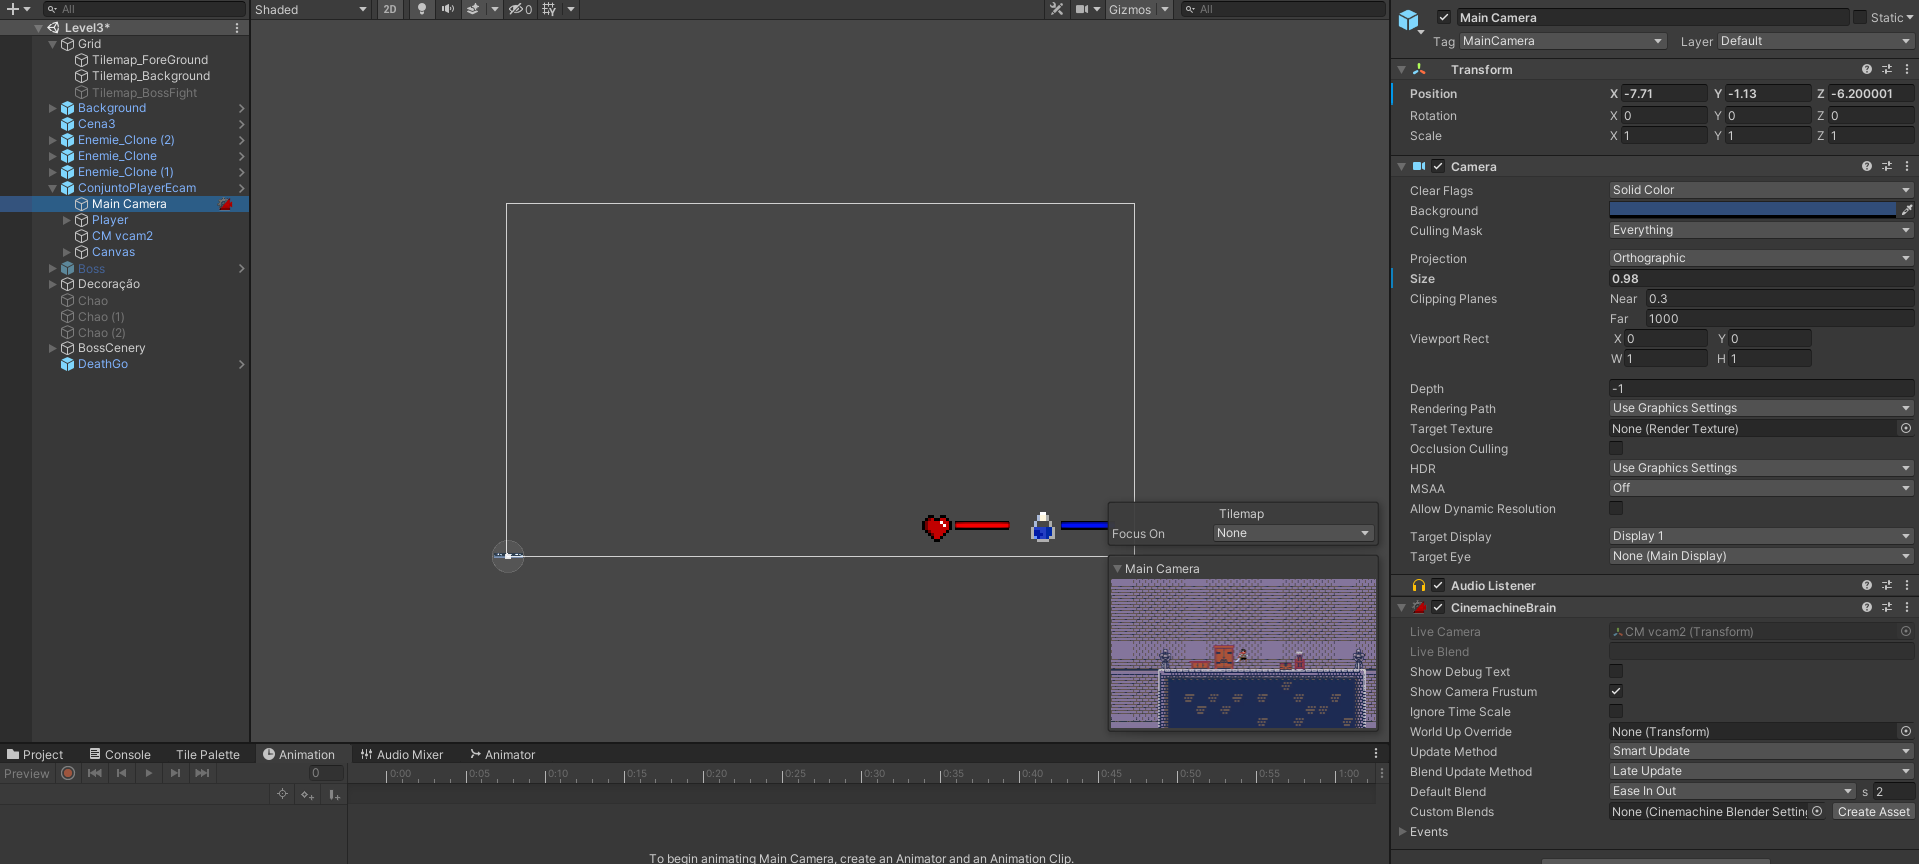 All
Level3*
Grid
Tilemap_ForeGround
Tilemap_Background
Tilemap_BossFight
Background
Cena3
Enemie_Clone (2)
Enemie_Clone
Enemie_Clone (1)
ConjuntoPlayerEcam
Main Camera
Player
CM vcam2
Canvas
Boss
Decoração
Chao
Chao (1)
Chao (2)
BossCenery
DeathGo
Shaded 2D 0 Gizmos All
Tilemap
Focus On None
Main Camera
Main Camera Static
Tag MainCamera Layer Default
Transform
Position X -7.71 Y -1.13 Z -6.200001
Rotation X 0 Y 0 Z 0
Scale X 1 Y 1 Z 1
Camera
Clear Flags Solid Color
Background
Culling Mask Everything
Projection Orthographic
Size 0.98
Clipping Planes Near 0.3
Far 1000
Viewport Rect X 0 Y 0
W 1 H 1
Depth -1
Rendering Path Use Graphics Settings
Target Texture None (Render Texture)
Occlusion Culling
HDR Use Graphics Settings
MSAA Off
Allow Dynamic Resolution
Target Display Display 1
Target Eye None (Main Display)
Audio Listener
CinemachineBrain
Live Camera CM vcam2 (Transform)
Live Blend
Show Debug Text
Show Camera Frustum
Ignore Time Scale
World Up Override None (Transform)
Update Method Smart Update
Blend Update Method Late Update
Default Blend Ease In Out s 2
Custom Blends None (Cinemachine Blender Settin Create Asset
Events
Project Console Tile Palette Animation Audio Mixer Animator
Preview 0 0:00 0:05 0:10 0:15 0:20 0:25 0:30 0:35 0:40 0:45 0:50 0:55 1:00
To begin animating Main Camera, create an Animator and an Animation Clip.